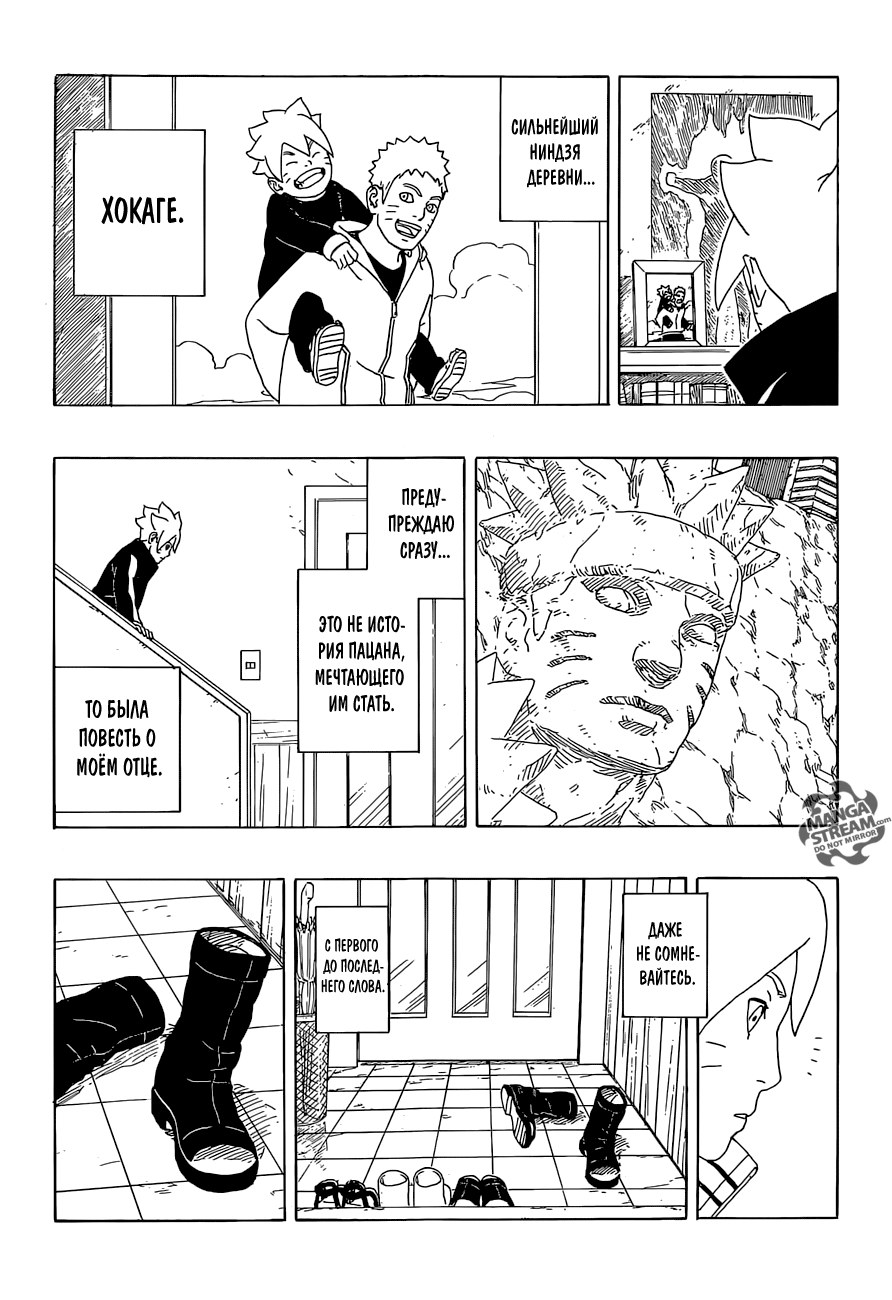 СИЛЬНЕЙШИЙ
НИНДЗЯ
ДЕРЕВНИ...
ХОКАГЕ.
ПРЕДУ-
ПРЕЖДАЮ
СРАЗУ...
ЭТО НЕ ИСТО-
РИЯ ПАЦАНА,
МЕЧТАЮЩЕГО
ИМ СТАТЬ.
ТО БЫЛА
ПОВЕСТЬ О
МОЁМ ОТЦЕ.
MANGA
STREAM.com
DO NOT MIRROR
ДАЖЕ
НЕ СОМНЕ-
ВАЙТЕСЬ.
С ПЕРВОГО
ДО ПОСЛЕД-
НЕГО СЛОВА.